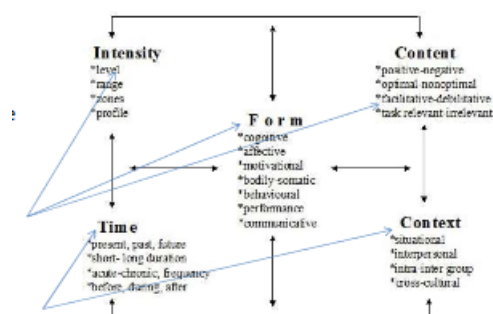 Intensity
*level
*range
*zones
*profile
Content
*positive-negative
*optimal-nonoptimal
*facilitative-debilitative
*task relevant-irrelevant
e
Form
*cognitive
*affective
*motivational
*bodily-somatic
*behavioural
*performance
*communicative
Time
*present, past, future
*short- long duration
*acute-chronic, frequency
*before, during, after
Context
*situational
*interpersonal
*intra-inter group
*cross-cultural